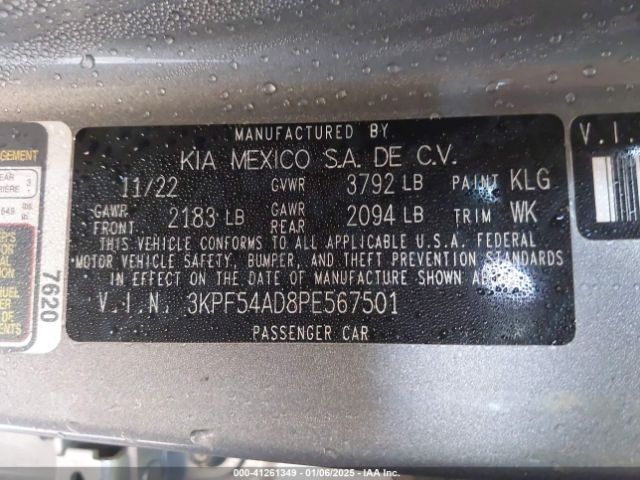 MANUFACTURED BY
KIA MEXICO S.A. DE C.V.
11/22 GVWR 3792 LB PAINT KLG
GAWR FRONT 2183 LB GAWR REAR 2094 LB TRIM WK
THIS VEHICLE CONFORMS TO ALL APPLICABLE U.S.A. FEDERAL
MOTOR VEHICLE SAFETY, BUMPER, AND THEFT PREVENTION STANDARDS
IN EFFECT ON THE DATE OF MANUFACTURE SHOWN
V.I.N. 3KPF54AD8PE567501
PASSENGER CAR
7620
V.I.
IAA CLICK - 41261349 - 01/06/2025 - IAA Inc.